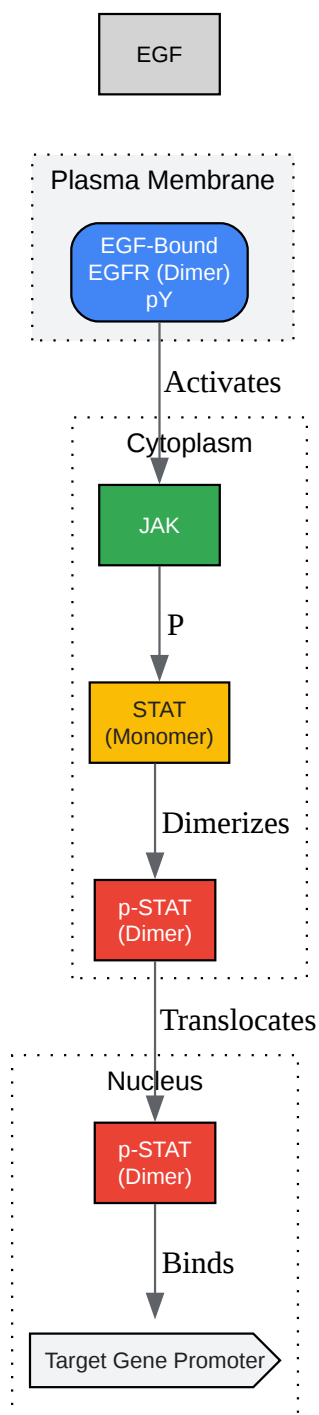 EGF
Plasma Membrane
EGF-Bound
EGFR (Dimer)
pY
Activates
Cytoplasm
JAK
P
STAT
(Monomer)
Dimerizes
p-STAT
(Dimer)
Translocates
Nucleus
p-STAT
(Dimer)
Binds
Target Gene Promoter